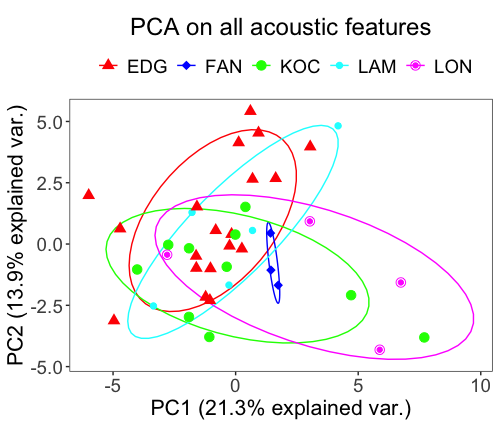 PCA on all acoustic features
EDG FAN KOC LAM LON
5.0
2.5
0.0
-2.5
-5.0
PC2 (13.9% explained var.)
-5 0 5 10
PC1 (21.3% explained var.)